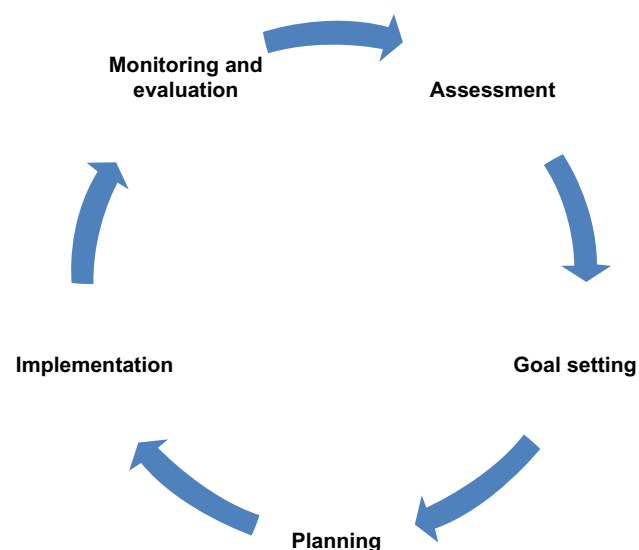 Monitoring and
evaluation
Assessment
Goal setting
Planning
Implementation